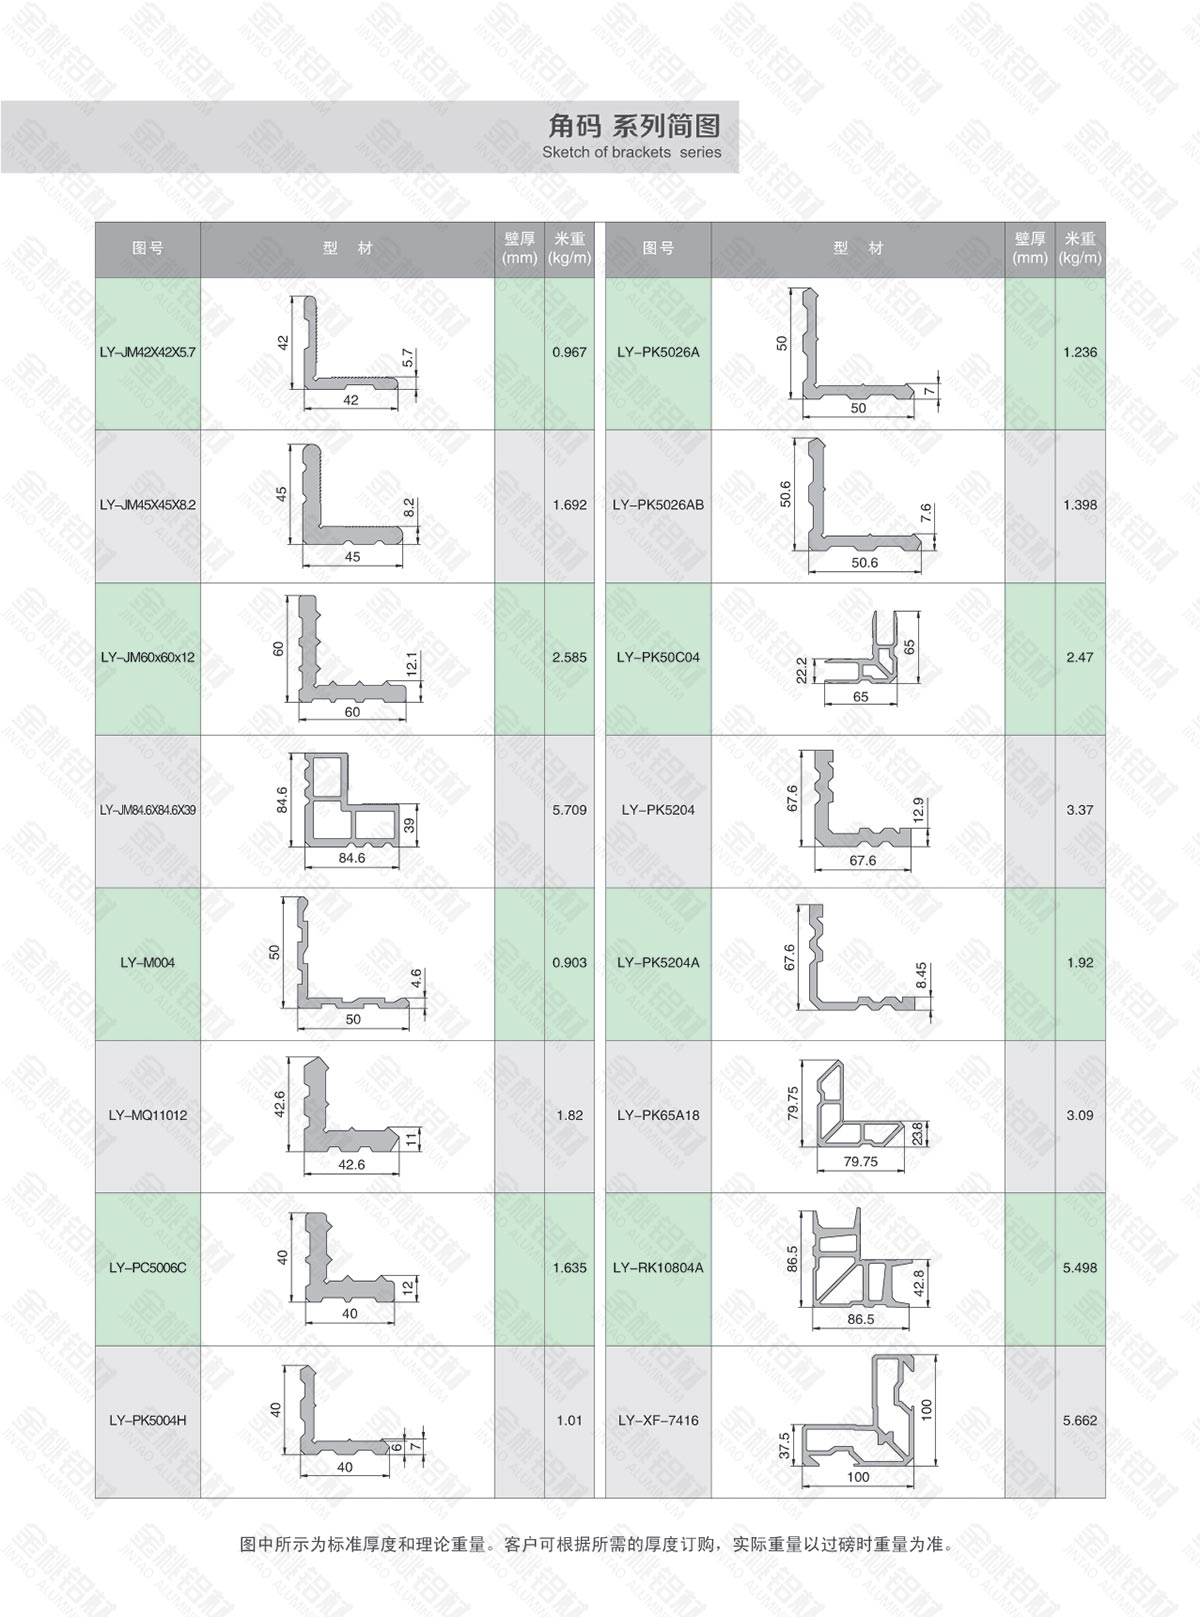 角码 系列简图
Sketch of brackets series
图号 型 材 壁厚(mm) 米重(kg/m) 图号 型 材 壁厚(mm) 米重(kg/m)
LY-JM42X42X5.7 42 42 5.7 0.967
LY-PK5026A 50 50 7 1.236
LY-JM45X45X8.2 45 45 8.2 1.692
LY-PK5026AB 50.6 50.6 7.6 1.398
LY-JM60x60x12 60 60 12.1 2.585
LY-PK50C04 22.2 65 65 2.47
LY-JM84.6X84.6X39 84.6 84.6 39 5.709
LY-PK5204 67.6 67.6 12.9 3.37
LY-M004 50 50 4.6 0.903
LY-PK5204A 67.6 8.45 1.92
LY-MQ11012 42.6 42.6 11 1.82
LY-PK65A18 79.75 79.75 23.8 3.09
LY-PC5006C 40 40 12 1.635
LY-RK10804A 86.5 86.5 42.8 5.498
LY-PK5004H 40 40 6 7 1.01
LY-XF-7416 37.5 100 100 5.662
图中所示为标准厚度和理论重量。客户可根据所需的厚度订购，实际重量以过磅时重量为准。
金桃铝材
JINTAO ALUMINIUM